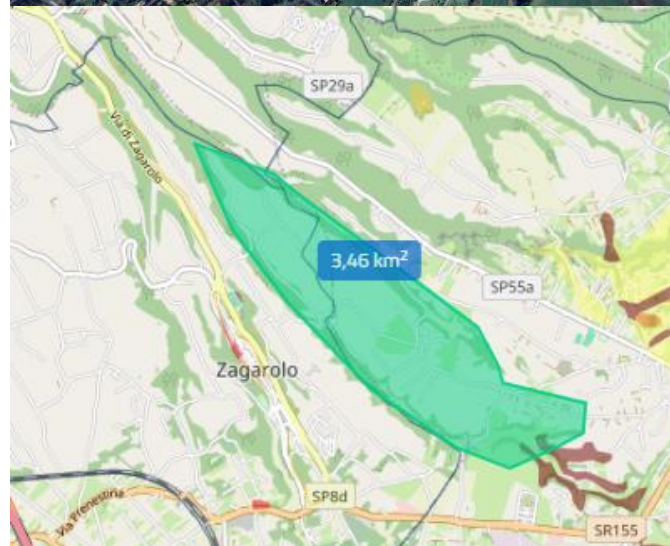 SP29a
Via di Zagarolo
3,46 km²
SP55a
Zagarolo
SP8d
Via Prenestina
SR155